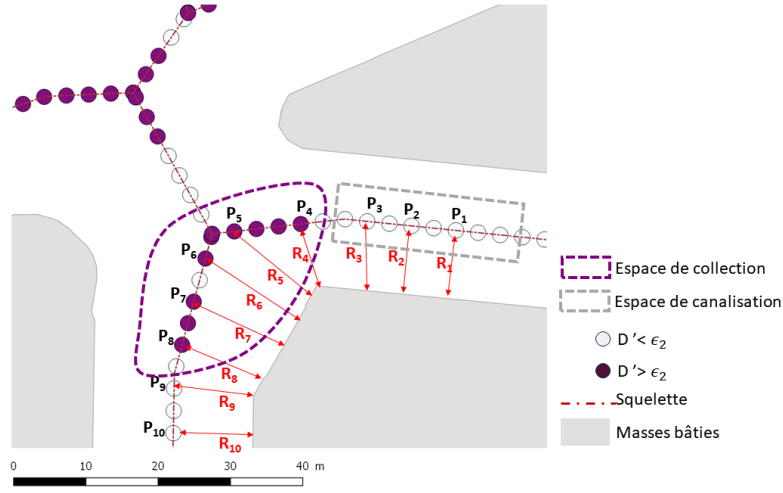 P₅
P₄
P₃
P₂
P₁
P₆
R₅
R₄
R₃
R₂
R₁
P₇
R₆
R₇
P₈
R₈
P₉
R₉
P₁₀
R₁₀
Espace de collection
Espace de canalisation
D ’< ϵ₂
D ’> ϵ₂
Squelette
Masses bâties
0 10 20 30 40 m